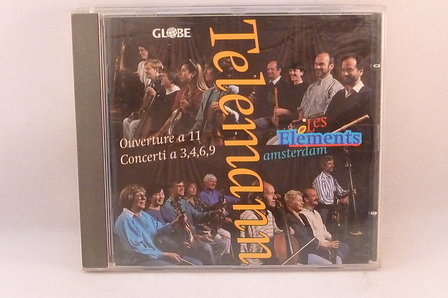 GLOBE
Telemann
Ouverture a 11
Concerti a 3,4,6,9
Les
Elements
amsterdam